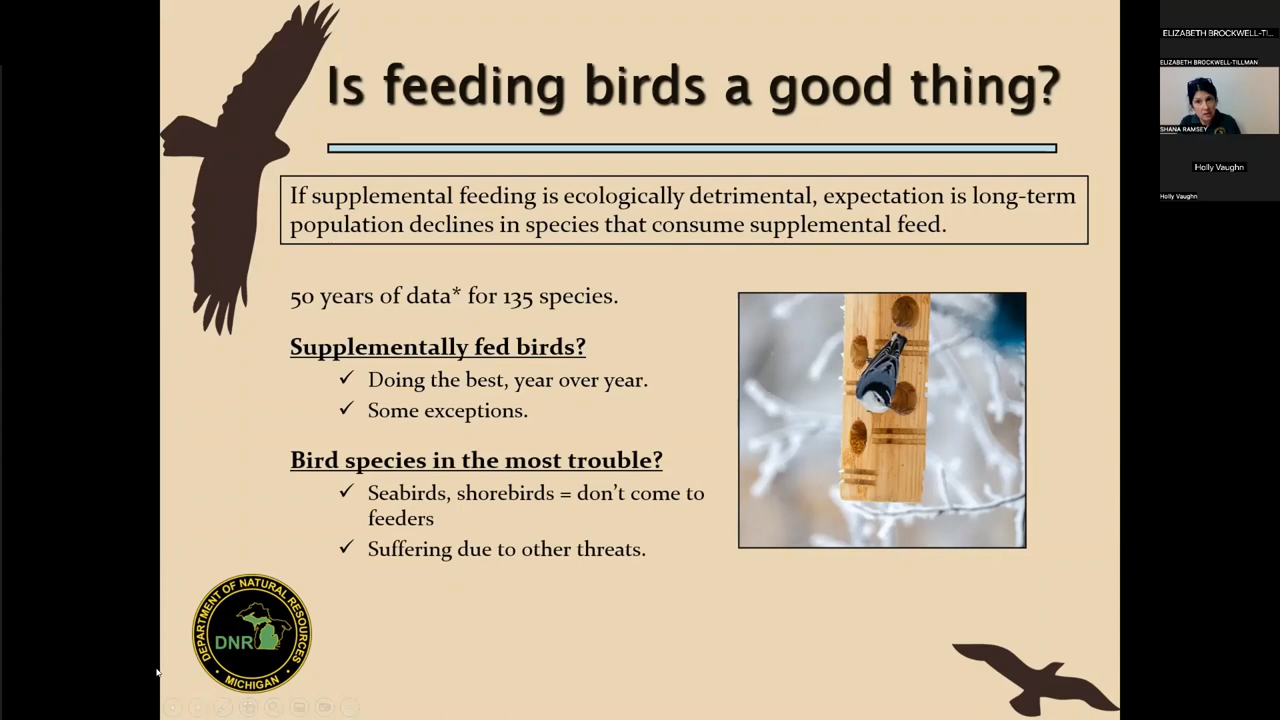 Is feeding birds a good thing?
If supplemental feeding is ecologically detrimental, expectation is long-term
population declines in species that consume supplemental feed.
50 years of data* for 135 species.
Supplementally fed birds?
✓ Doing the best, year over year.
✓ Some exceptions.
Bird species in the most trouble?
✓ Seabirds, shorebirds = don't come to
feeders
✓ Suffering due to other threats.
DEPARTMENT OF NATURAL RESOURCES
DNR
MICHIGAN
ELIZABETH BROCKWELL-TI...
ELIZABETH BROCKWELL-TILLMAN
SHANA RAMSEY
Holly Vaughn
Holly Vaughn